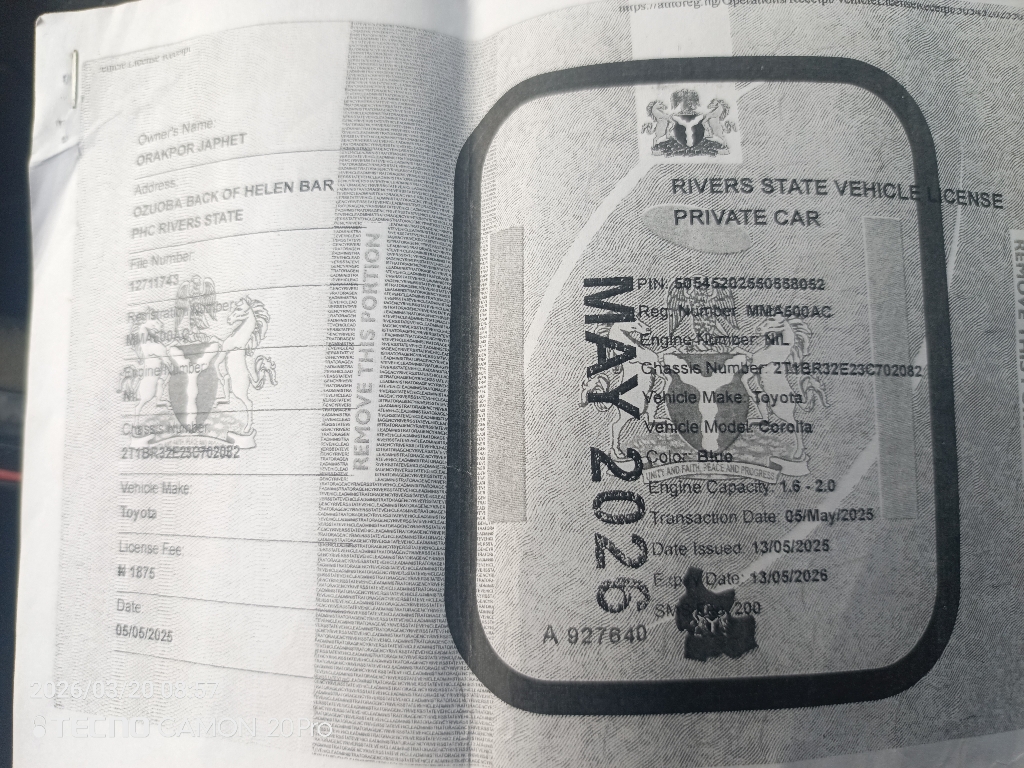 Vehicle License Receipt
Owner's Name:
ORAKPOR JAPHET
Address:
OZUOBA BACK OF HELEN BAR
PHC RIVERS STATE
File Number:
12711743
Engine Number:
NIL
Chassis Number:
2T1BR32E23C702082
Vehicle Make:
Toyota
License Fee:
₦ 1875
Date
05/05/2025
REMOVE THIS PORTION
RIVERS STATE VEHICLE LICENSE
PRIVATE CAR
MAY 2026
Reg. Number: MMA500AC
Engine Number: NIL
Chassis Number: 2T1BR32E23C702082
Vehicle Make: Toyota
Vehicle Model: Corolla
Color: Blue
UNITY AND FAITH, PEACE AND PROGRESS
Engine Capacity: 1.6 - 2.0
Transaction Date: 05/May/2025
Date Issued: 13/05/2025
Expiry Date: 13/05/2026
200
A 927640
REMOVE THIS
2026/03/20
TECNO CAMON 20 Pro